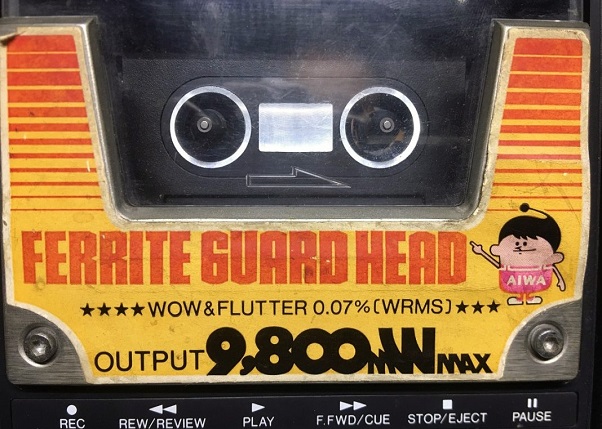 FERRITE GUARD HEAD
AIWA
★★★★WOW&FLUTTER 0.07%(WRMS)★★★
OUTPUT 9,800mW MAX
REC REW/REVIEW PLAY F.FWD/CUE STOP/EJECT PAUSE